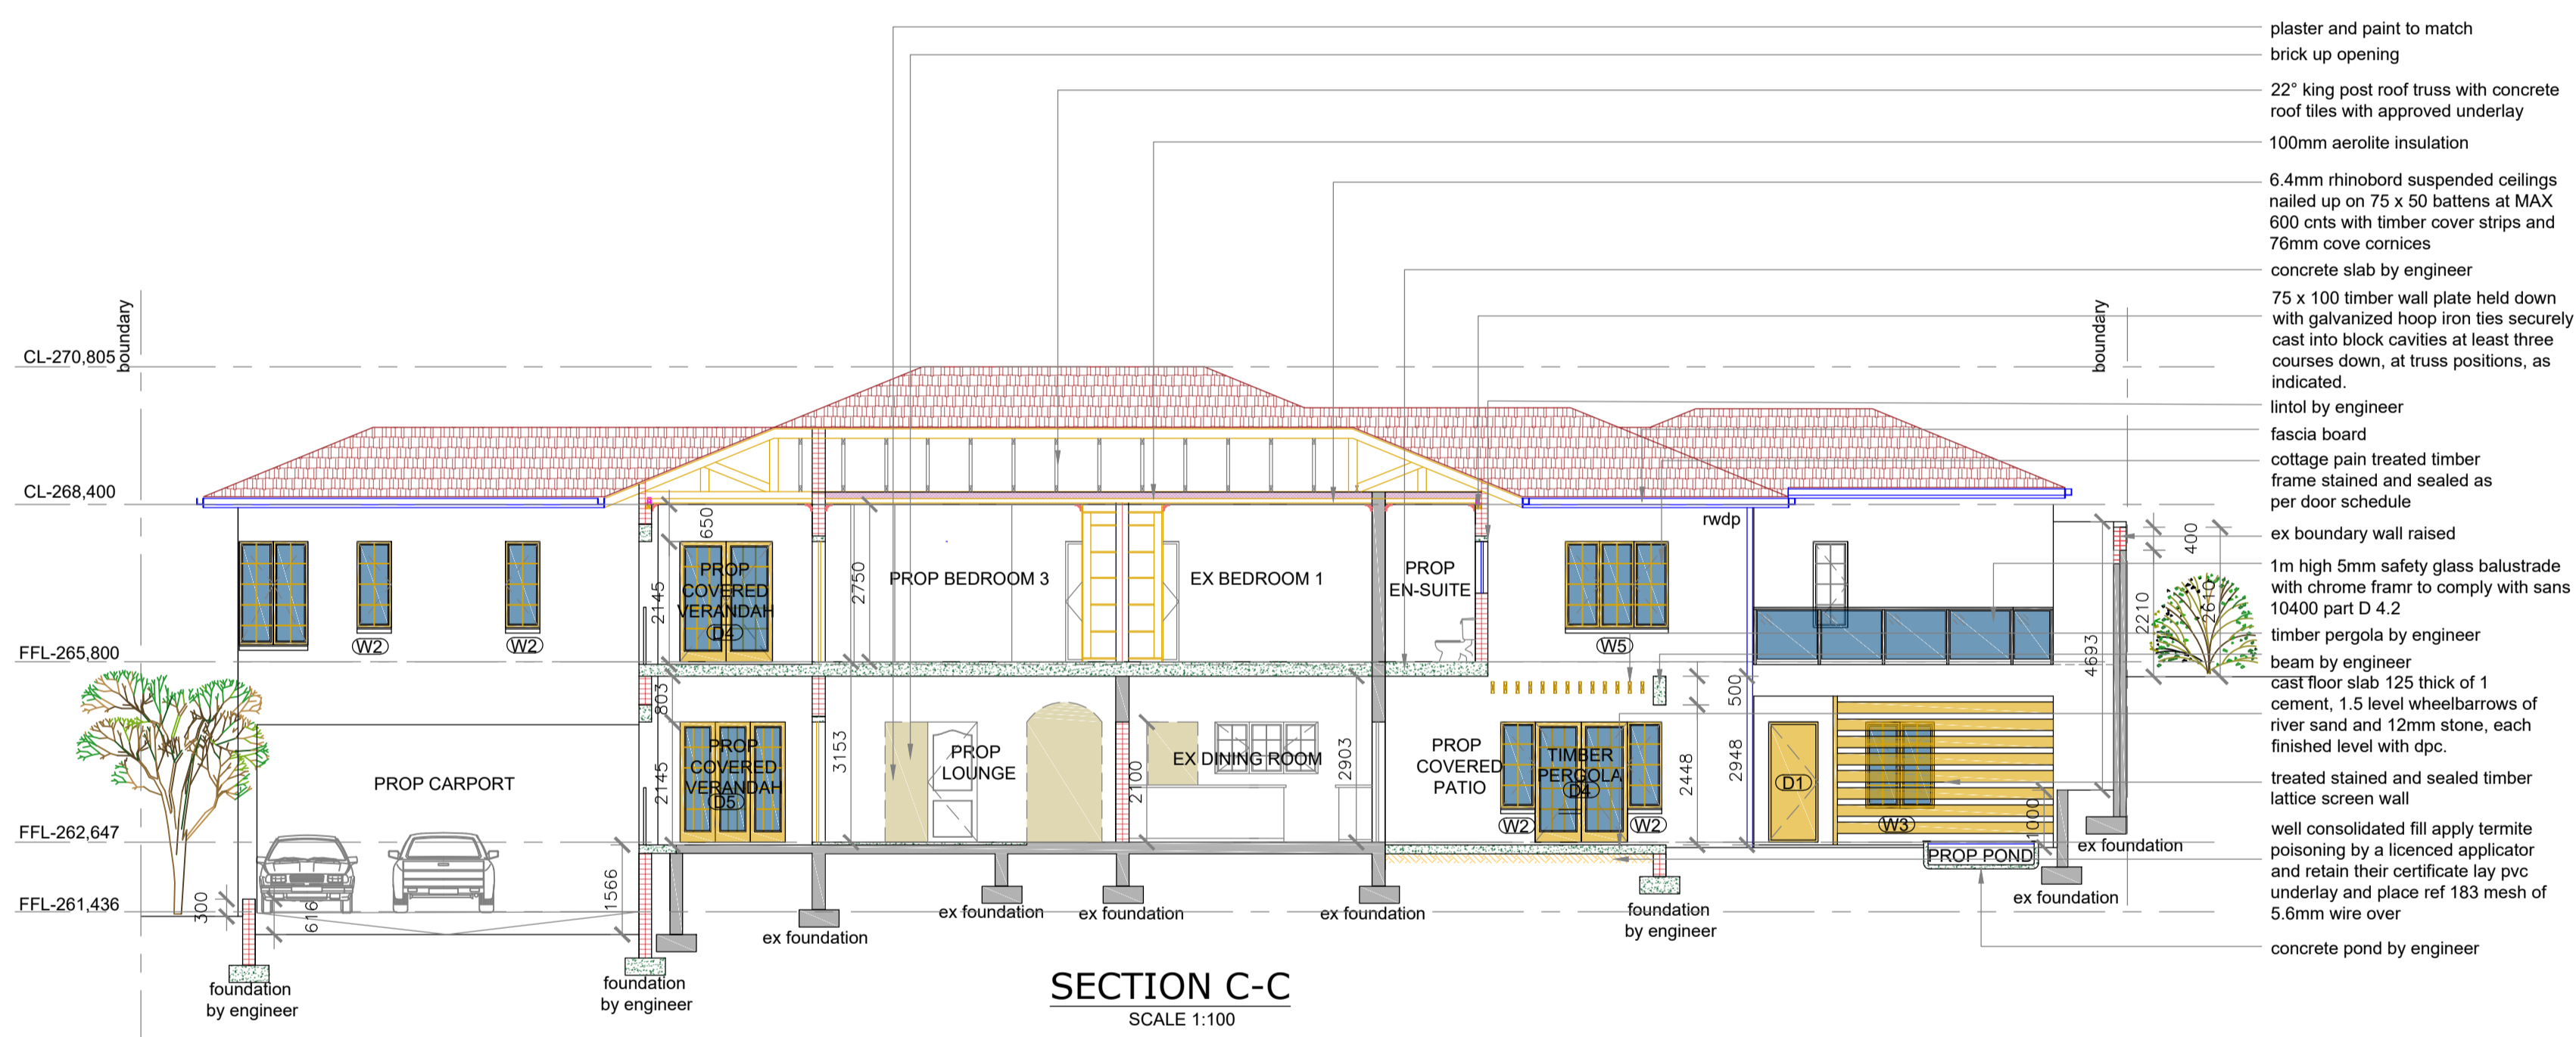 plaster and paint to match
brick up opening
22° king post roof truss with concrete
roof tiles with approved underlay
100mm aerolite insulation
6.4mm rhinobord suspended ceilings
nailed up on 75 x 50 battens at MAX
600 cnts with timber cover strips and
76mm cove cornices
concrete slab by engineer
75 x 100 timber wall plate held down
with galvanized hoop iron ties securely
cast into block cavities at least three
courses down, at truss positions, as
indicated.
lintol by engineer
fascia board
cottage pain treated timber
frame stained and sealed as
per door schedule
ex boundary wall raised
1m high 5mm safety glass balustrade
with chrome framr to comply with sans
10400 part D 4.2
timber pergola by engineer
beam by engineer
cast floor slab 125 thick of 1
cement, 1.5 level wheelbarrows of
river sand and 12mm stone, each
finished level with dpc.
treated stained and sealed timber
lattice screen wall
well consolidated fill apply termite
poisoning by a licenced applicator
and retain their certificate lay pvc
underlay and place ref 183 mesh of
5.6mm wire over
concrete pond by engineer
boundary
boundary
CL-270,805
CL-268,400
FFL-265,800
FFL-262,647
FFL-261,436
rwdp
650
2145
2750
PROP
COVERED
VERANDAH
D4
PROP BEDROOM 3
EX BEDROOM 1
PROP
EN-SUITE
W2
W2
W5
400
2210
2610
4693
803
2145
3153
PROP
COVERED
VERANDAH
D5
PROP
LOUNGE
2100
EX DINING ROOM
2903
PROP
COVERED
PATIO
TIMBER
PERGOLA
D4
W2
W2
500
2448
2948
D1
W3
1000
PROP CARPORT
PROP POND
300
616
1566
ex foundation
ex foundation
ex foundation
ex foundation
ex foundation
ex foundation
foundation
by engineer
foundation
by engineer
foundation
by engineer
SECTION C-C
SCALE 1:100